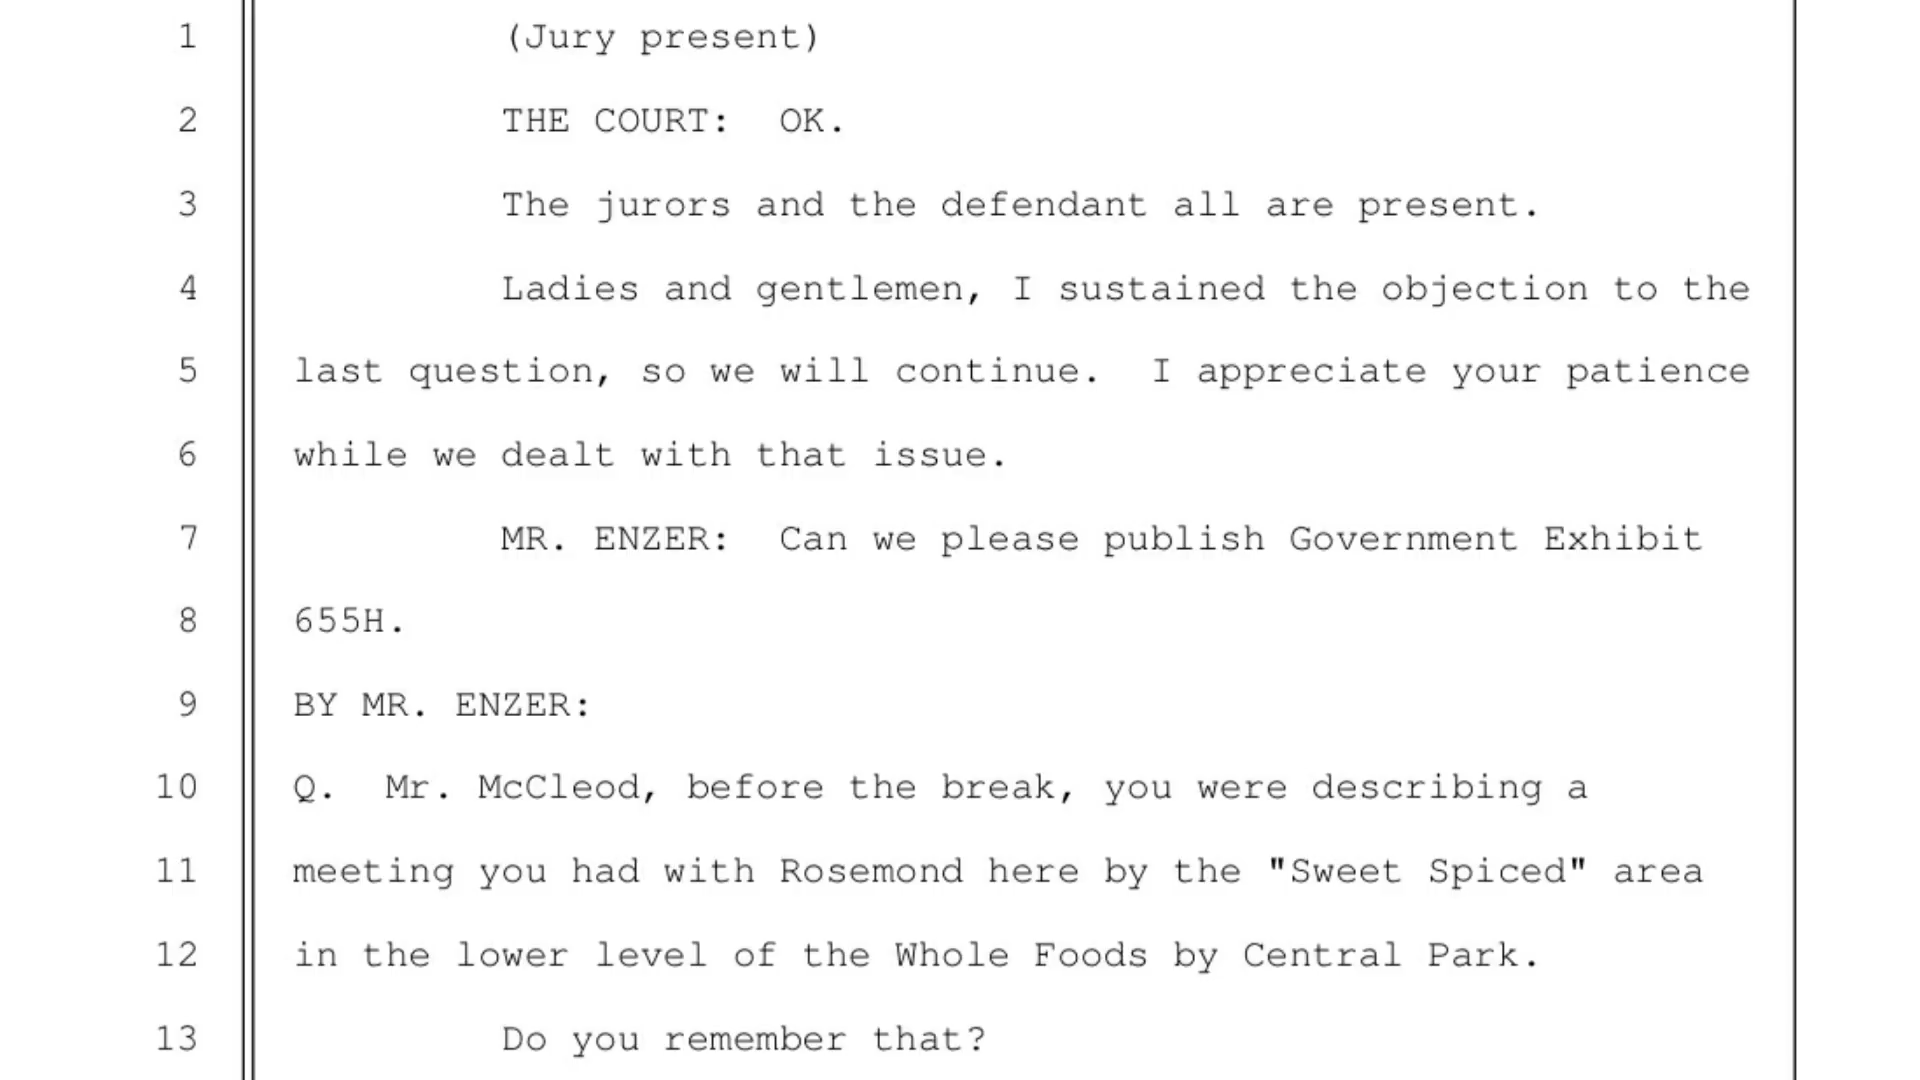 1 (Jury present)
2 THE COURT: OK.
3 The jurors and the defendant all are present.
4 Ladies and gentlemen, I sustained the objection to the
5 last question, so we will continue. I appreciate your patience
6 while we dealt with that issue.
7 MR. ENZER: Can we please publish Government Exhibit
8 655H.
9 BY MR. ENZER:
10 Q. Mr. McCleod, before the break, you were describing a
11 meeting you had with Rosemond here by the "Sweet Spiced" area
12 in the lower level of the Whole Foods by Central Park.
13 Do you remember that?